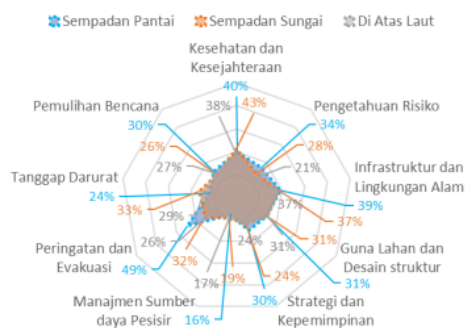 Sempadan Pantai Sempadan Sungai Di Atas Laut
Kesehatan dan
Kesejahteraan
40%
43%
38%
Pengetahuan Risiko
34%
28%
21%
Infrastruktur dan
Lingkungan Alam
37%
39%
37%
Guna Lahan dan
Desain struktur
31%
31%
31%
Strategi dan
Kepemimpinan
24%
24%
30%
Manajmen Sumber
daya Pesisir
17%
19%
16%
Peringatan dan
Evakuasi
26%
32%
49%
Tanggap Darurat
24%
33%
29%
Pemulihan Bencana
30%
26%
27%